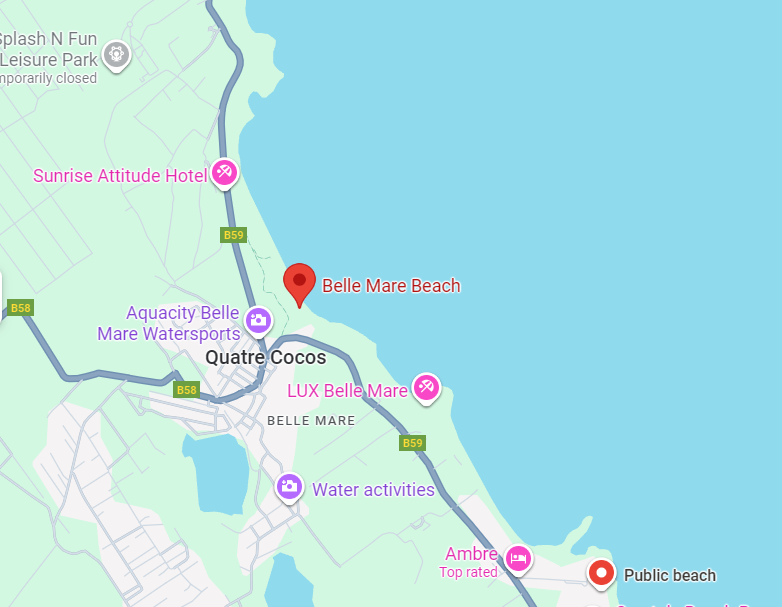 Splash N Fun
Leisure Park
mporarily closed
Sunrise Attitude Hotel
B59
Belle Mare Beach
B58
Aquacity Belle
Mare Watersports
Quatre Cocos
B58
LUX Belle Mare
BELLE MARE
B59
Water activities
Ambre
Top rated
Public beach